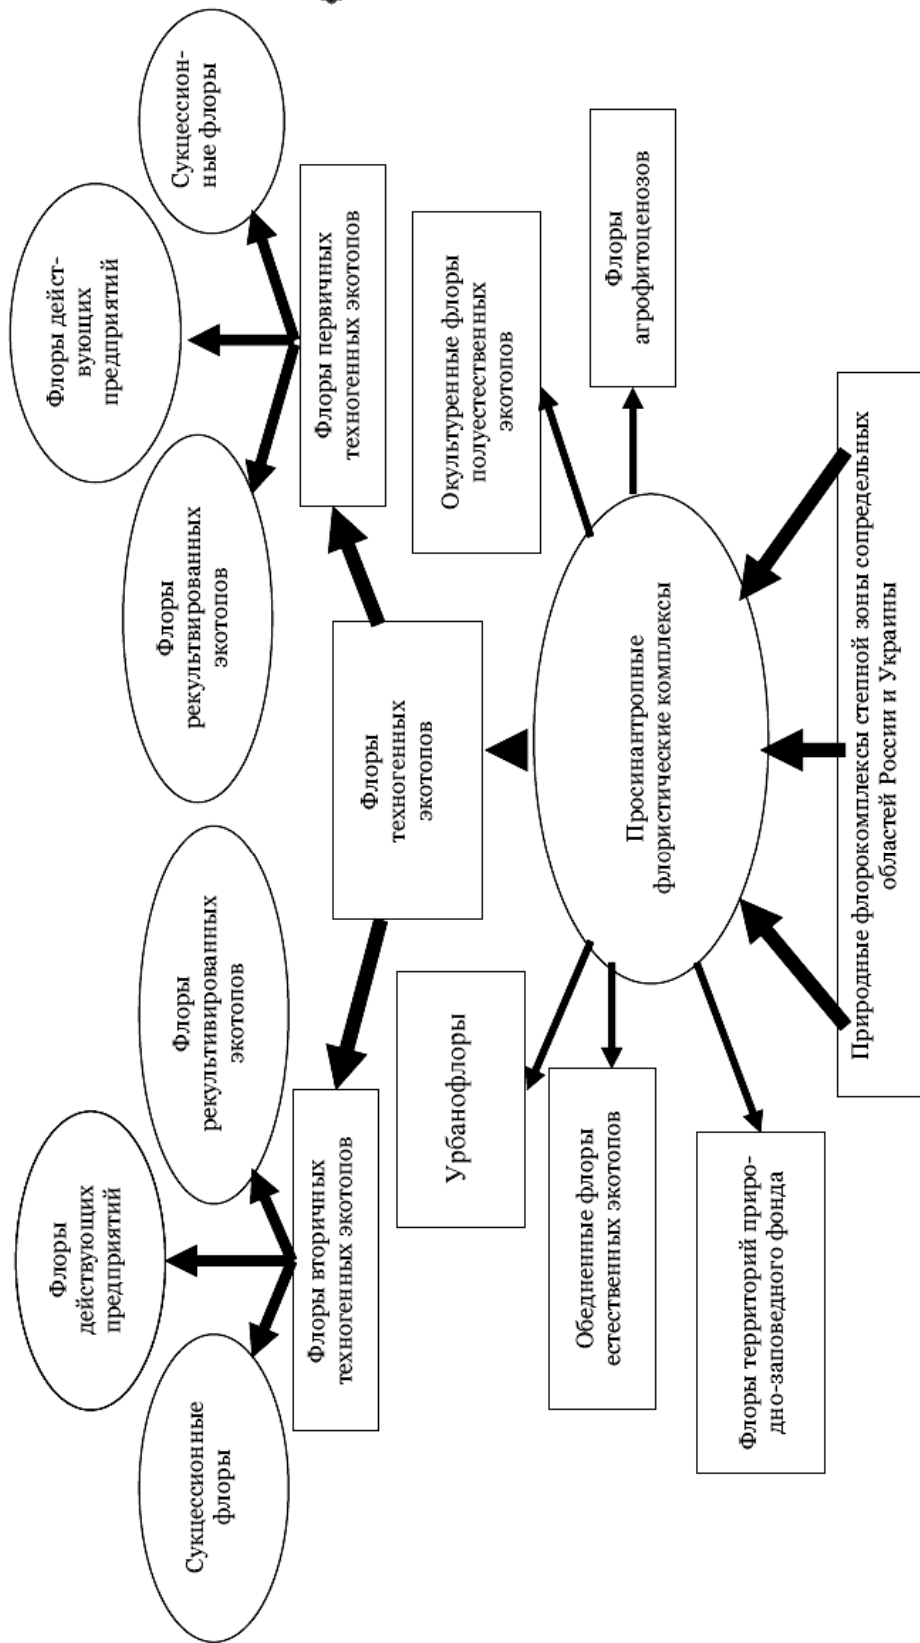 Флоры
действующих
предприятий
Флоры дейст-
вующих
предприятий
Сукцессионные
флоры
Флоры
рекультивированных
экотопов
Флоры
рекультвированных
экотопов
Сукцессион-
ные флоры
Флоры вторичных
техногенных экотопов
Флоры
техногенных
экотопов
Флоры первичных
техногенных экотопов
Урбанофлоры
Окультуренные флоры
полуестественных
экотопов
Обедненные флоры
естественных экотопов
Просинантропные
флористические комплексы
Флоры
агрофитоценозов
Флоры территорий приро-
дно-заповедного фонда
Природные флорокомплексы степной зоны сопредельных
областей России и Украины